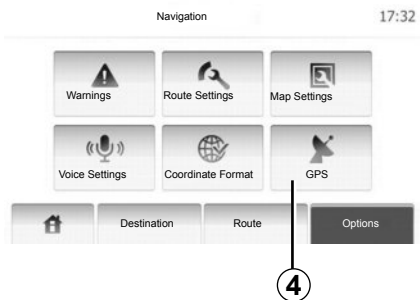 Navigation 17:32
Warnings Route Settings Map Settings
Voice Settings Coordinate Format GPS
Destination Route Options
4